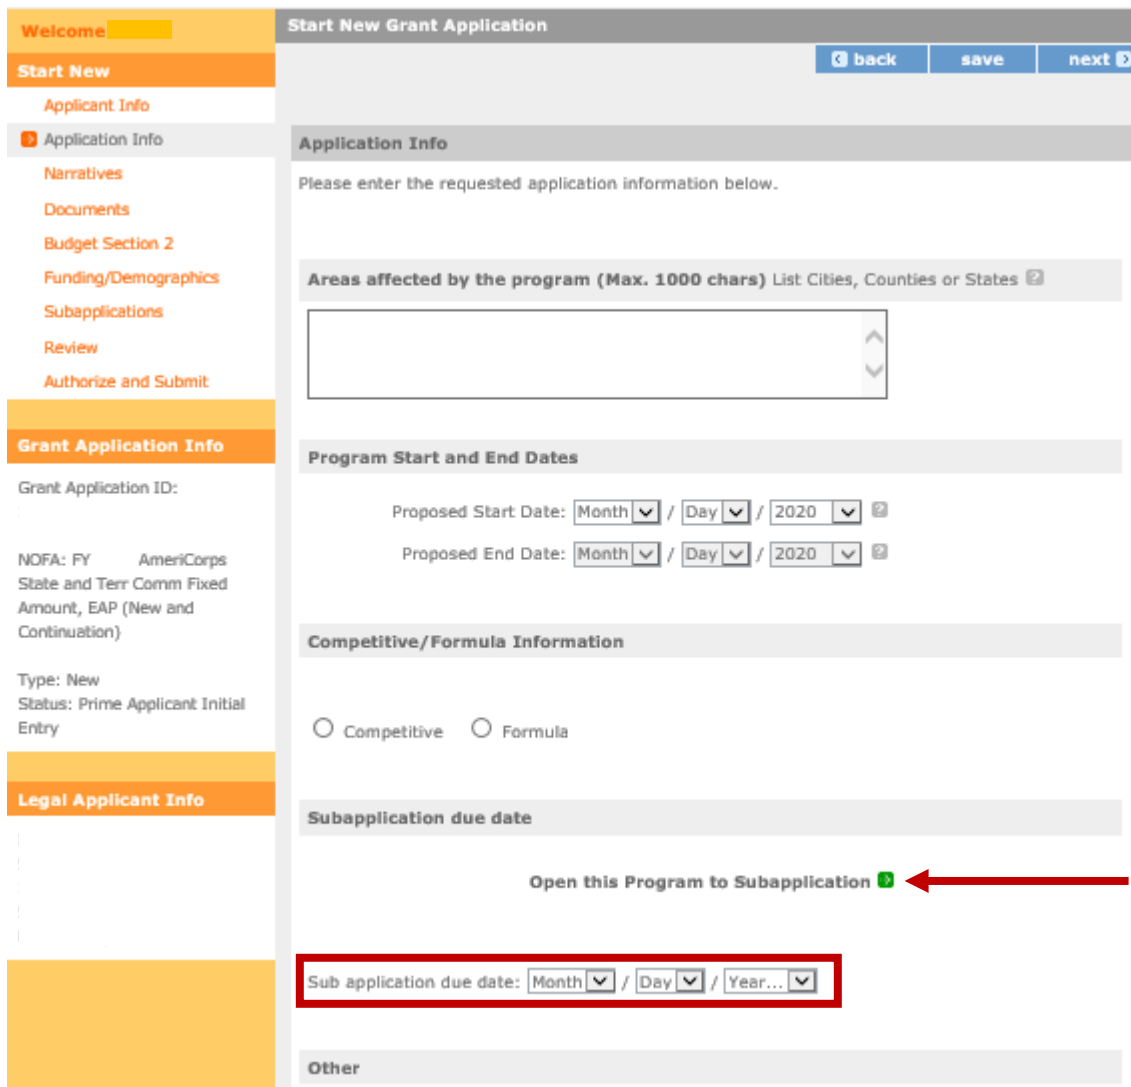 Welcome
Start New
Applicant Info
Application Info
Narratives
Documents
Budget Section 2
Funding/Demographics
Subapplications
Review
Authorize and Submit
Grant Application Info
Grant Application ID:
NOFA: FY AmeriCorps
State and Terr Comm Fixed
Amount, EAP (New and
Continuation)
Type: New
Status: Prime Applicant Initial
Entry
Legal Applicant Info
Start New Grant Application
back save next
Application Info
Please enter the requested application information below.
Areas affected by the program (Max. 1000 chars) List Cities, Counties or States ?
Program Start and End Dates
Proposed Start Date: Month / Day / 2020 ?
Proposed End Date: Month / Day / 2020 ?
Competitive/Formula Information
Competitive Formula
Subapplication due date
Open this Program to Subapplication
Sub application due date: Month / Day / Year...
Other